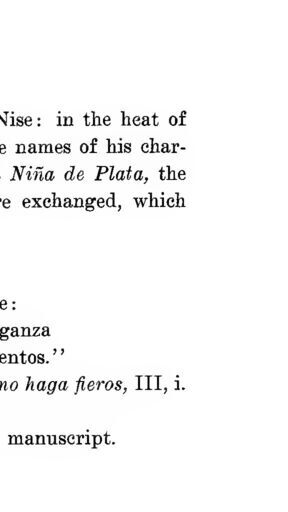 Nise: in the heat of
e names of his char-
Niña de Plata, the
re exchanged, which
e:
ganza
entos.’’
no haga fieros, III, i.
manuscript.